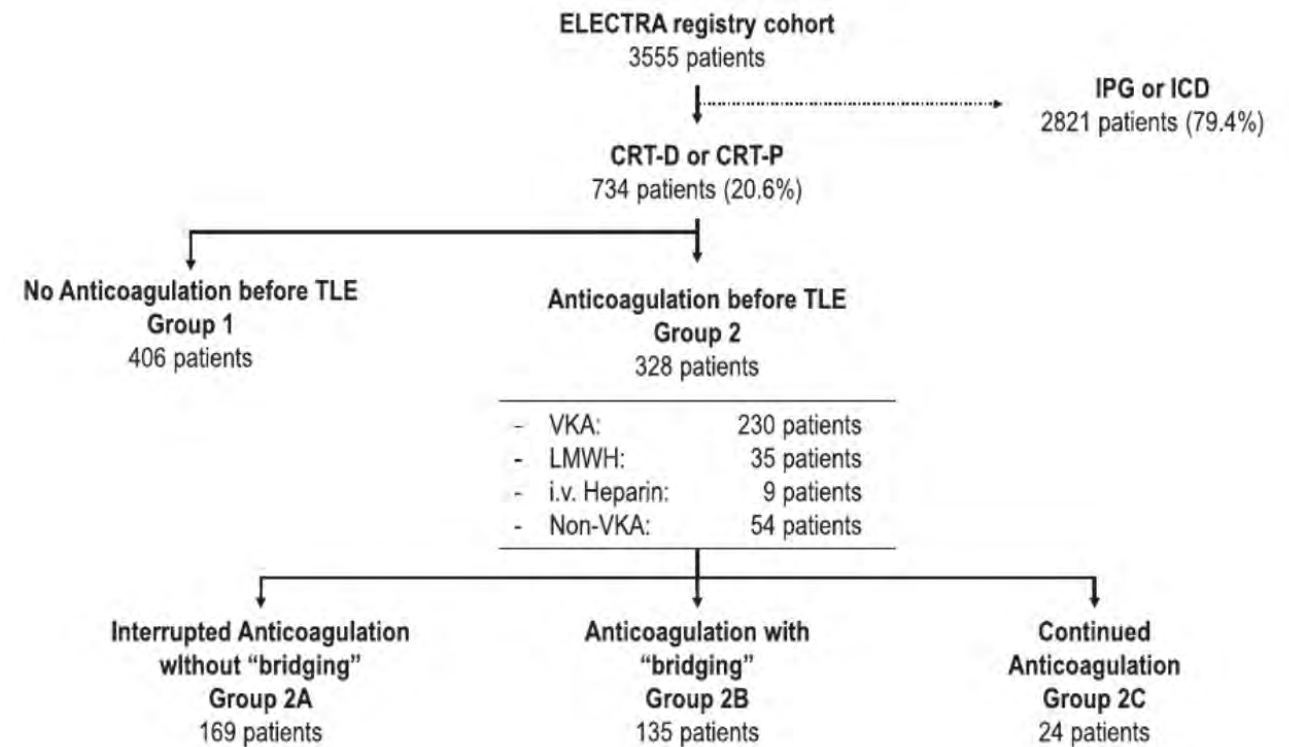 ELECTRA registry cohort
3555 patients
IPG or ICD
2821 patients (79.4%)
CRT-D or CRT-P
734 patients (20.6%)
No Anticoagulation before TLE
Group 1
406 patients
Anticoagulation before TLE
Group 2
328 patients
- VKA: 230 patients
- LMWH: 35 patients
- i.v. Heparin: 9 patients
- Non-VKA: 54 patients
Interrupted Anticoagulation
without “bridging”
Group 2A
169 patients
Anticoagulation with
“bridging”
Group 2B
135 patients
Continued
Anticoagulation
Group 2C
24 patients